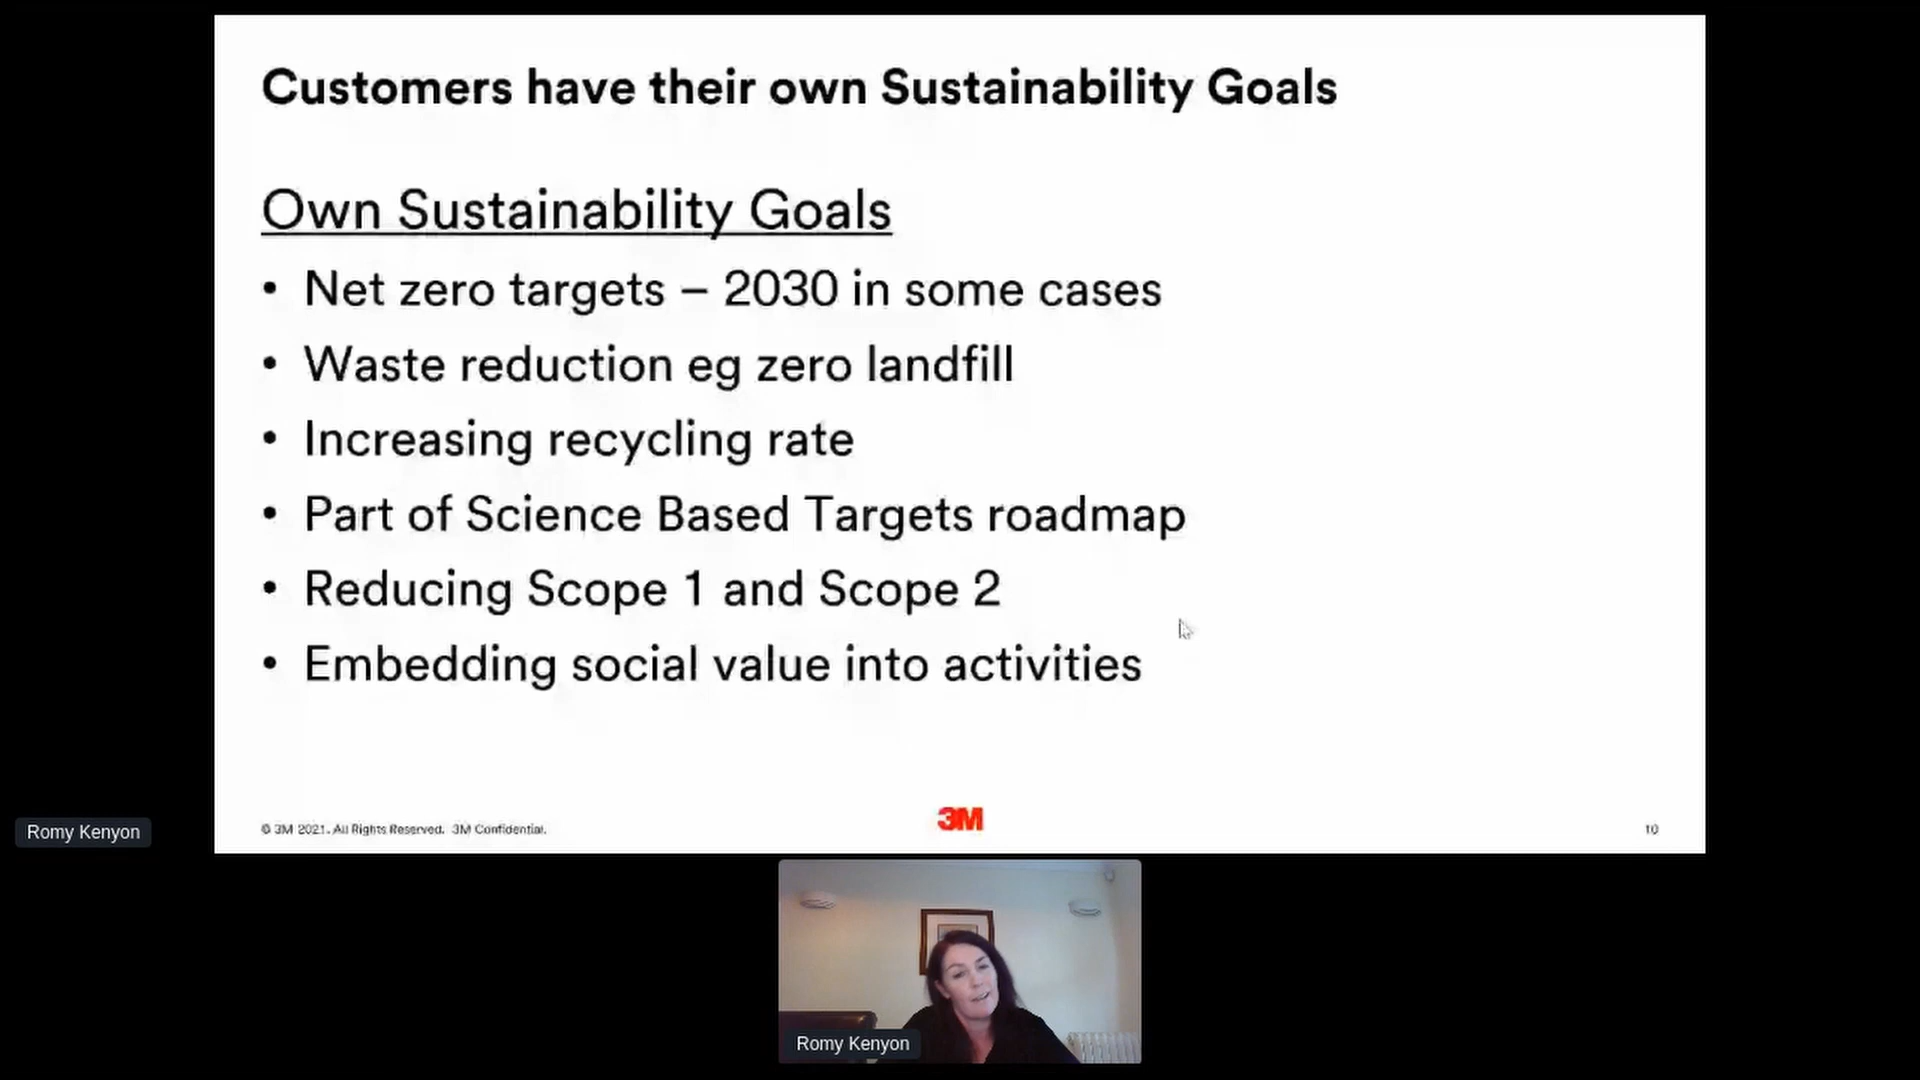 Customers have their own Sustainability Goals
Own Sustainability Goals
• Net zero targets – 2030 in some cases
• Waste reduction eg zero landfill
• Increasing recycling rate
• Part of Science Based Targets roadmap
• Reducing Scope 1 and Scope 2
• Embedding social value into activities
© 3M 2021. All Rights Reserved. 3M Confidential.
3M
10
Romy Kenyon
Romy Kenyon